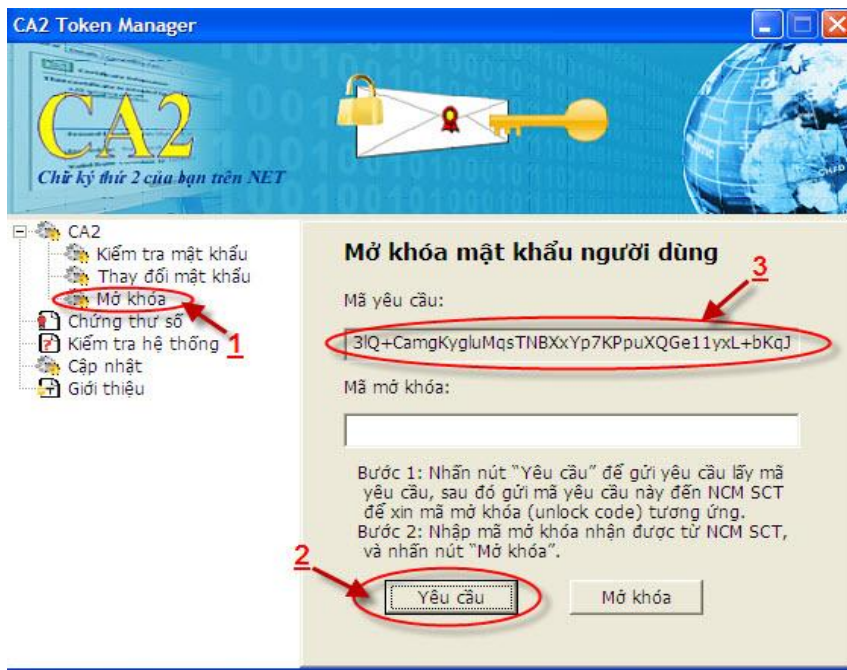 CA2 Token Manager
CA2
Chữ ký thứ 2 của bạn trên NET
CA2
Kiểm tra mật khẩu
Thay đổi mật khẩu
Mở khóa
Chứng thư số
Kiểm tra hệ thống
Cập nhật
Giới thiệu
1
Mở khóa mật khẩu người dùng
3
Mã yêu cầu:
3lQ+CamgKygluMqsTNBXxYp7KPpuXQGe11yxL+bKqJ
Mã mở khóa:
Bước 1: Nhấn nút "Yêu cầu" để gửi yêu cầu lấy mã
yêu cầu, sau đó gửi mã yêu cầu này đến NCM SCT
để xin mã mở khóa (unlock code) tương ứng.
Bước 2: Nhập mã mở khóa nhận được từ NCM SCT,
và nhấn nút "Mở khóa".
2
Yêu cầu
Mở khóa